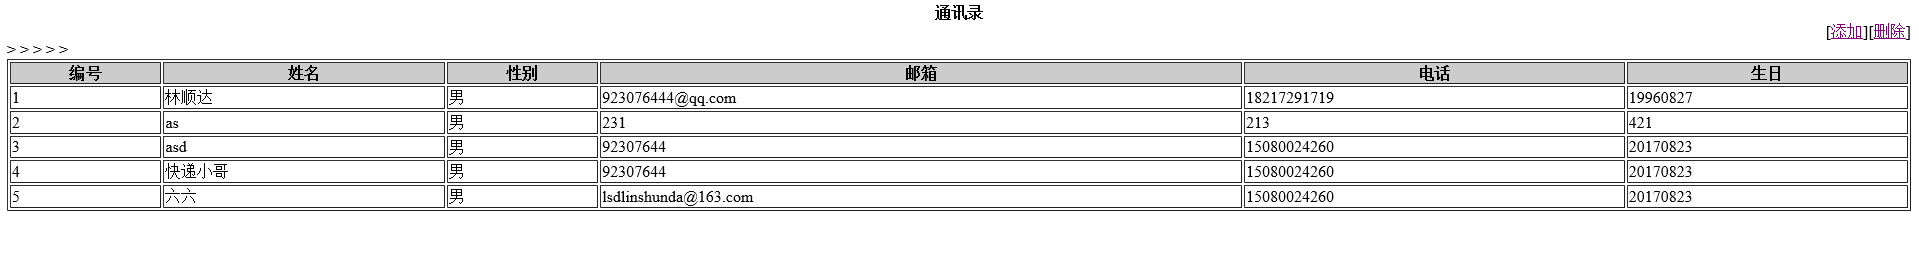 通讯录
[添加][删除]
> > > > >
编号 姓名 性别 邮箱 电话 生日
1 林顺达 男 923076444@qq.com 18217291719 19960827
2 as 男 231 213 421
3 asd 男 92307644 15080024260 20170823
4 快递小哥 男 92307644 15080024260 20170823
5 六六 男 lsdlinshunda@163.com 15080024260 20170823